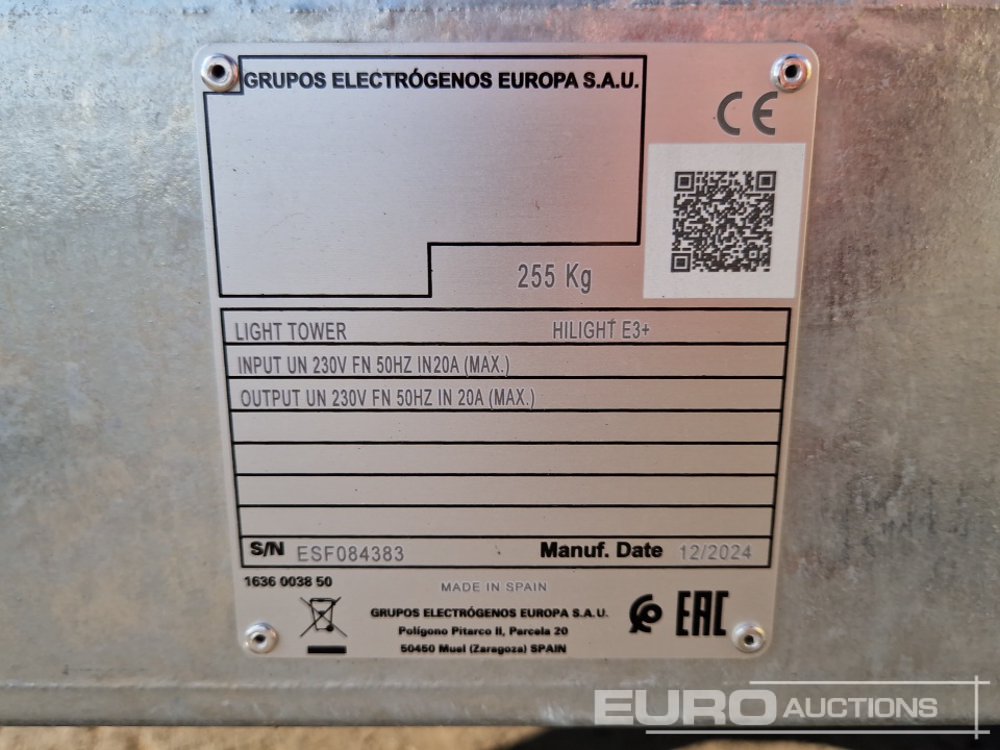 GRUPOS ELECTRÓGENOS EUROPA S.A.U.
CE
255 Kg
LIGHT TOWER HILIGHT E3+
INPUT UN 230V FN 50HZ IN20A (MAX.)
OUTPUT UN 230V FN 50HZ IN 20A (MAX.)
S/N ESF084383 Manuf. Date 12/2024
1636 0038 50
MADE IN SPAIN
GRUPOS ELECTRÓGENOS EUROPA S.A.U.
Polígono Pitarco II, Parcela 20
50450 Muel (Zaragoza) SPAIN
EAC
EURO AUCTIONS